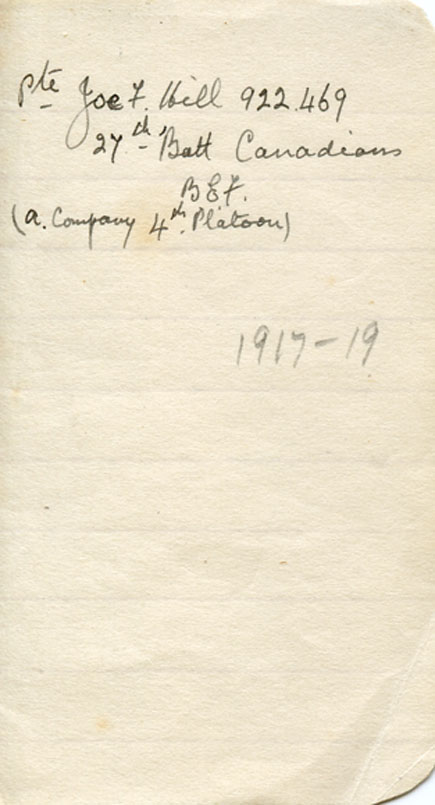 Pte Joe F. Hill 922.469
27th Batt Canadians
B.E.F.
(A. Company 4th Platoon)
1917-19